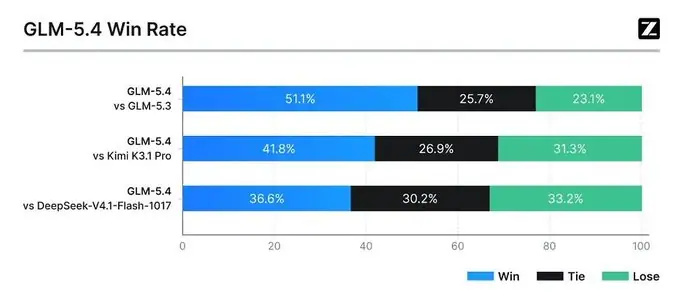 GLM-5.4 Win Rate
Z
GLM-5.4
vs GLM-5.3
51.1%
25.7%
23.1%
GLM-5.4
vs Kimi K3.1 Pro
41.8%
26.9%
31.3%
GLM-5.4
vs DeepSeek-V4.1-Flash-1017
36.6%
30.2%
33.2%
0
20
40
60
80
100
Win
Tie
Lose